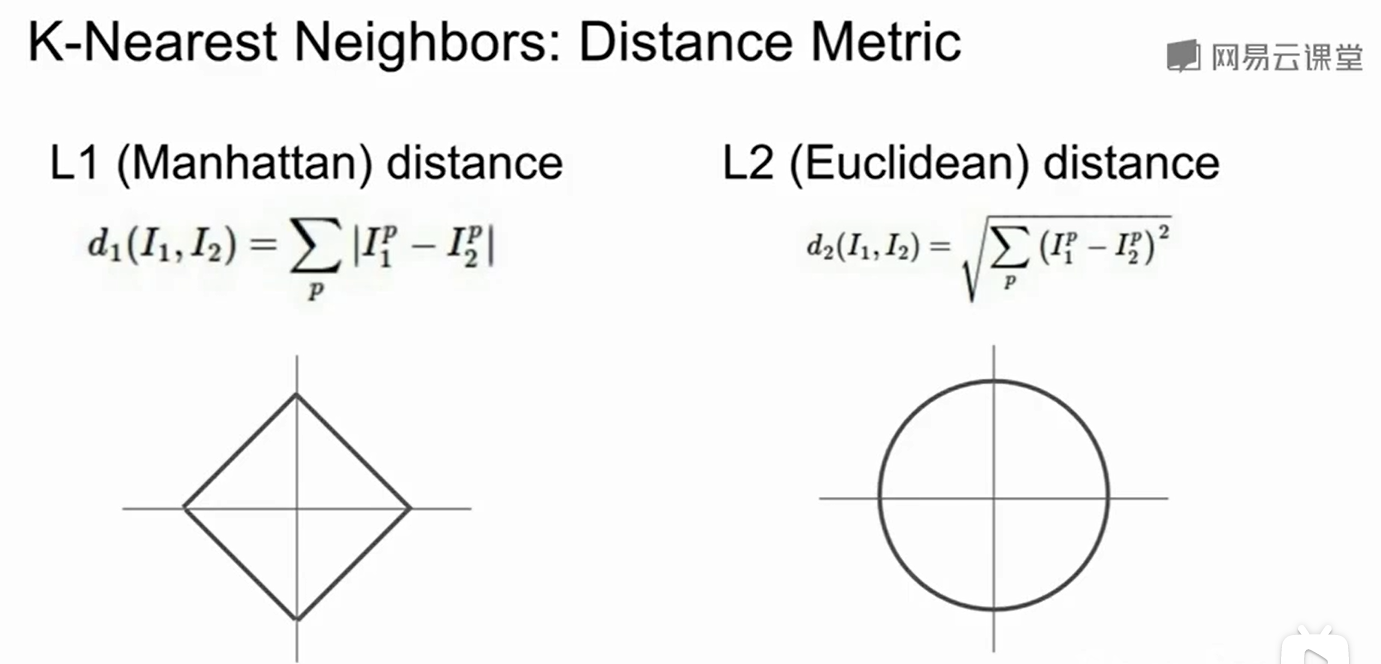 K-Nearest Neighbors: Distance Metric
网易云课堂
L1 (Manhattan) distance
d₁(I₁, I₂) = ∑ₚ |I₁ᵖ − I₂ᵖ|
L2 (Euclidean) distance
d₂(I₁, I₂) = √(∑ₚ (I₁ᵖ − I₂ᵖ)²)